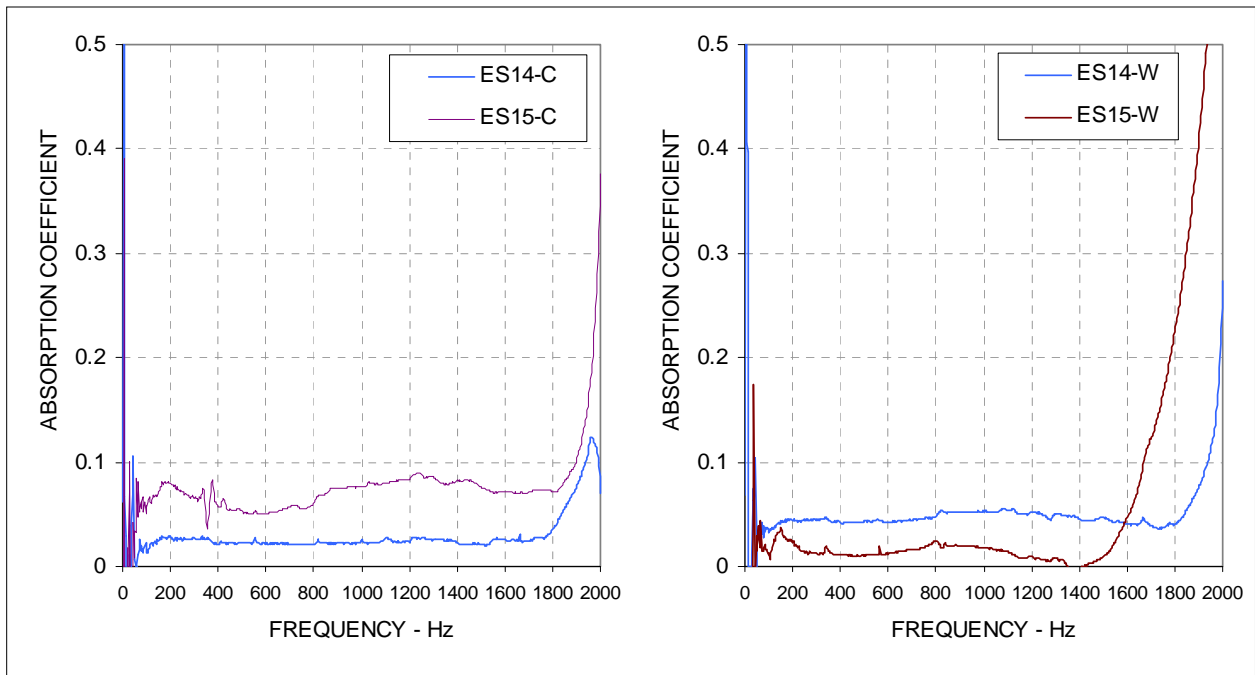 ES14-C
ES15-C
ABSORPTION COEFFICIENT
0.5
0.4
0.3
0.2
0.1
0
0 200 400 600 800 1000 1200 1400 1600 1800 2000
FREQUENCY - Hz
ES14-W
ES15-W
ABSORPTION COEFFICIENT
0.5
0.4
0.3
0.2
0.1
0
0 200 400 600 800 1000 1200 1400 1600 1800 2000
FREQUENCY - Hz